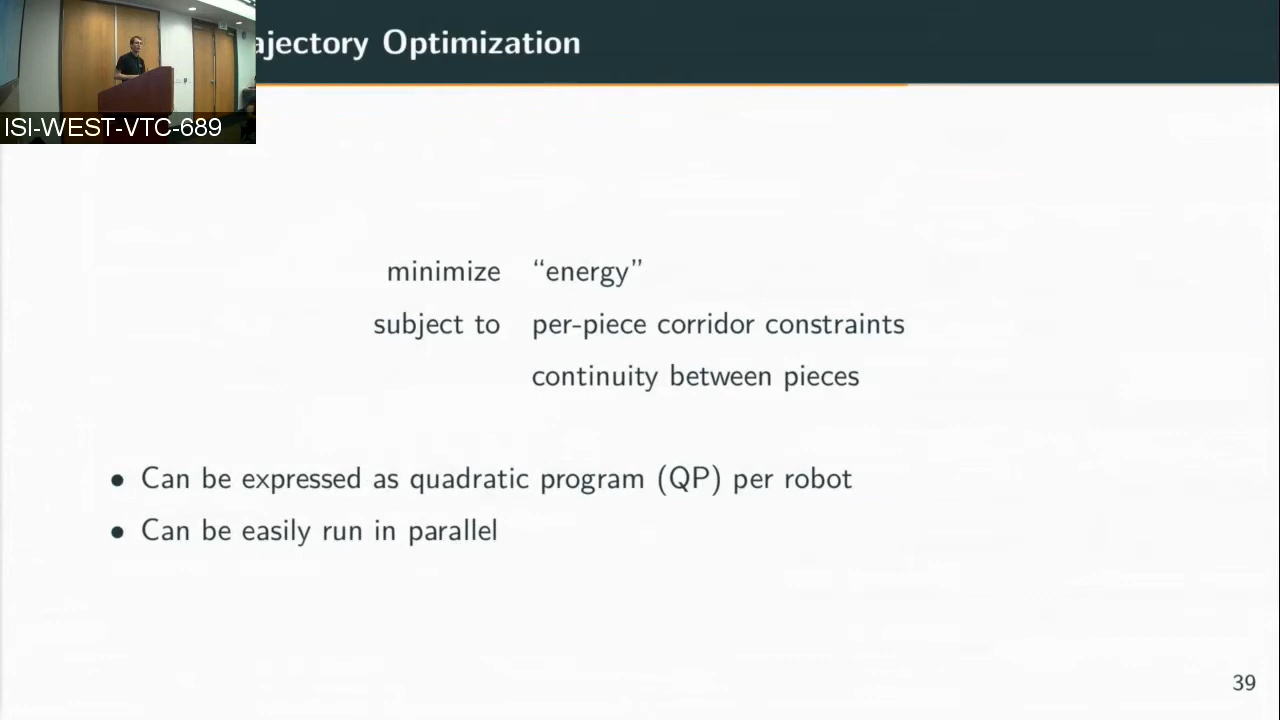 ajectory Optimization
ISI-WEST-VTC-689
minimize “energy”
subject to per-piece corridor constraints
continuity between pieces
• Can be expressed as quadratic program (QP) per robot
• Can be easily run in parallel
39